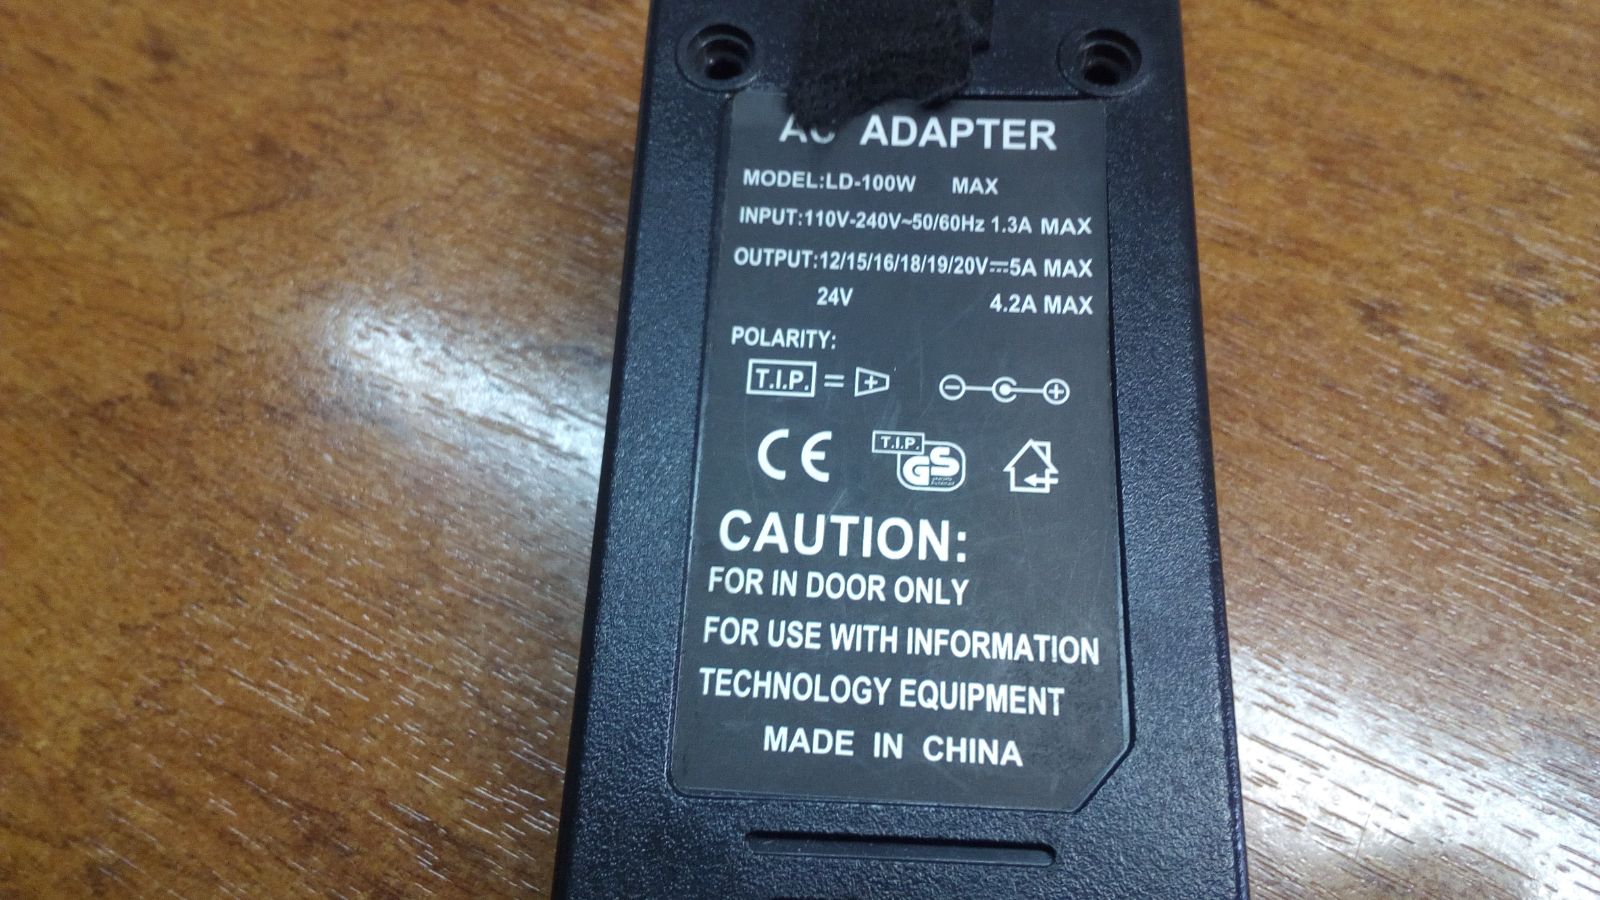 AC ADAPTER
MODEL:LD-100W MAX
INPUT:110V-240V~50/60Hz 1.3A MAX
OUTPUT:12/15/16/18/19/20V⎓5A MAX
24V 4.2A MAX
POLARITY:
T.I.P. = +
− +
CE T.I.P. GS
CAUTION:
FOR IN DOOR ONLY
FOR USE WITH INFORMATION
TECHNOLOGY EQUIPMENT
MADE IN CHINA